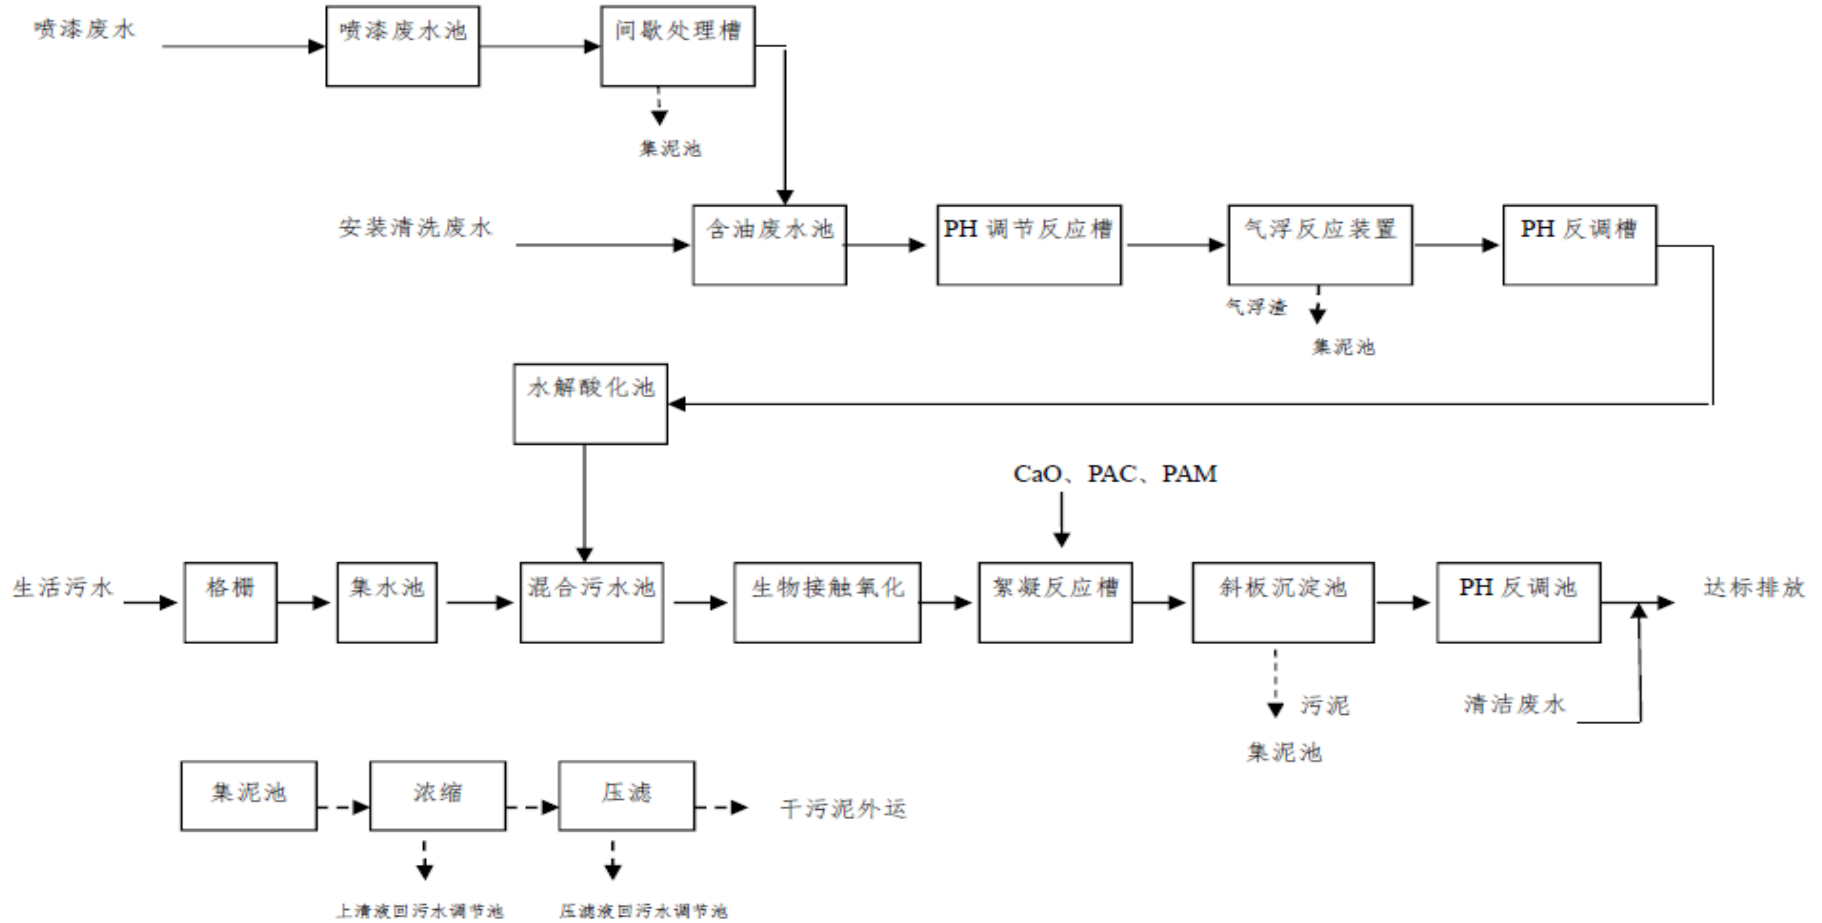 喷漆废水
喷漆废水池
间歇处理槽
集泥池
安装清洗废水
含油废水池
PH 调节反应槽
气浮反应装置
PH 反调槽
气浮渣
集泥池
水解酸化池
CaO、PAC、PAM
生活污水
格栅
集水池
混合污水池
生物接触氧化
絮凝反应槽
斜板沉淀池
PH 反调池
达标排放
污泥
清洁废水
集泥池
集泥池
浓缩
压滤
干污泥外运
上清液回污水调节池
压滤液回污水调节池